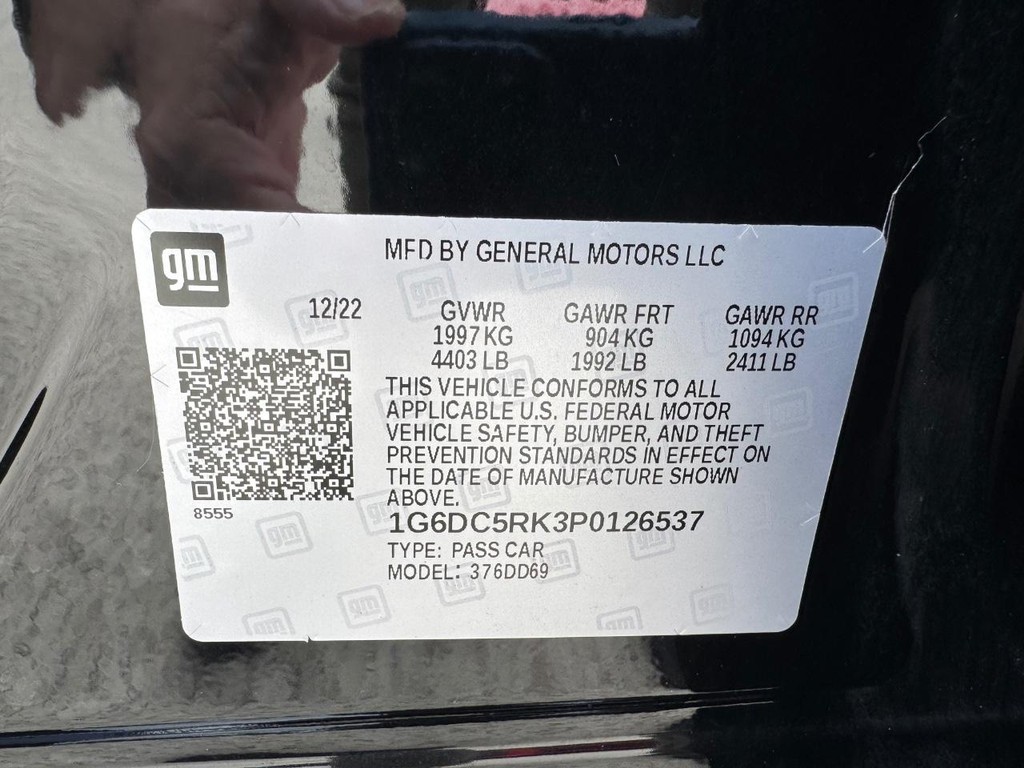 gm
MFD BY GENERAL MOTORS LLC
12/22 GVWR GAWR FRT GAWR RR
1997 KG 904 KG 1094 KG
4403 LB 1992 LB 2411 LB
THIS VEHICLE CONFORMS TO ALL
APPLICABLE U.S. FEDERAL MOTOR
VEHICLE SAFETY, BUMPER, AND THEFT
PREVENTION STANDARDS IN EFFECT ON
THE DATE OF MANUFACTURE SHOWN
ABOVE.
8555
1G6DC5RK3P0126537
TYPE: PASS CAR
MODEL: 376DD69